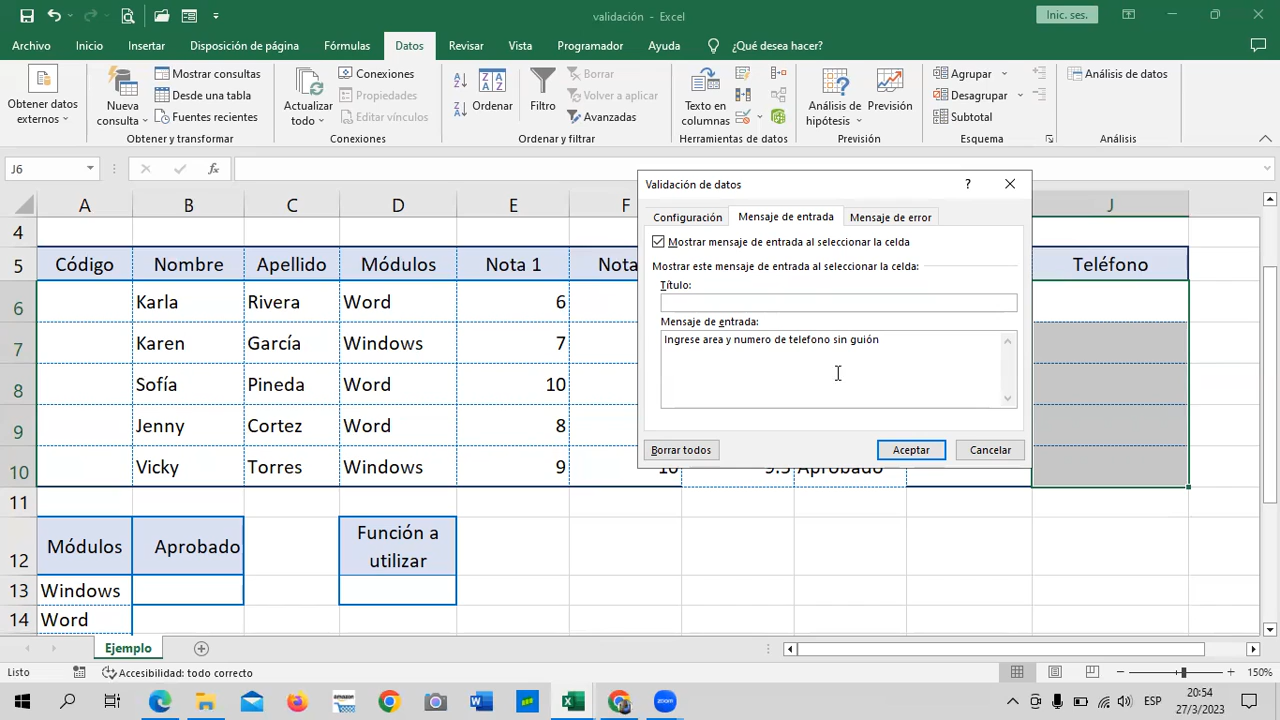 validación - Excel
Inic. ses.
Archivo Inicio Insertar Disposición de página Fórmulas Datos Revisar Vista Programador Ayuda ¿Qué desea hacer?
Obtener datos externos
Nueva consulta
Mostrar consultas
Desde una tabla
Fuentes recientes
Actualizar todo
Conexiones
Propiedades
Editar vínculos
Ordenar
Filtro
Borrar
Volver a aplicar
Avanzadas
Texto en columnas
Análisis de hipótesis
Previsión
Agrupar
Desagrupar
Subtotal
Análisis de datos
Obtener y transformar
Conexiones
Ordenar y filtrar
Herramientas de datos
Previsión
Esquema
Análisis
J6
fx
A B C D E F J
4
5 Código Nombre Apellido Módulos Nota 1 Nota Teléfono
6 Karla Rivera Word 6
7 Karen García Windows 7
8 Sofía Pineda Word 10
9 Jenny Cortez Word 8
10 Vicky Torres Windows 9 10 9.5 Aprobado
11
12 Módulos Aprobado Función a utilizar
13 Windows
14 Word
Validación de datos
?
Configuración Mensaje de entrada Mensaje de error
Mostrar mensaje de entrada al seleccionar la celda
Mostrar este mensaje de entrada al seleccionar la celda:
Título:
Mensaje de entrada:
Ingrese area y numero de telefono sin guión
Borrar todos Aceptar Cancelar
Ejemplo
Listo
Accesibilidad: todo correcto
150%
ESP
20:54
27/3/2023